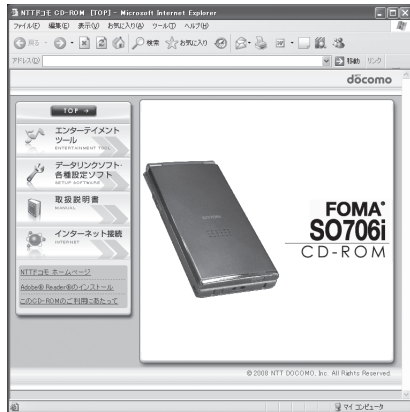 NTTドコモ CD-ROM [TOP] - Microsoft Internet Explorer
ファイル(F) 編集(E) 表示(V) お気に入り(A) ツール(T) ヘルプ(H)
戻る 検索 お気に入り
アドレス(D) 移動 リンク
döcomo
TOP
エンターテイメント
ツール
ENTERTAINMENT TOOL
データリンクソフト・
各種設定ソフト
SETUP SOFTWARE
取扱説明書
MANUAL
インターネット接続
INTERNET
NTTドコモ ホームページ
Adobe® Reader®のインストール
このCD-ROMのご利用にあたって
FOMA®
SO706i
CD-ROM
© 2008 NTT DOCOMO, Inc. All Rights Reserved.
マイ コンピュータ